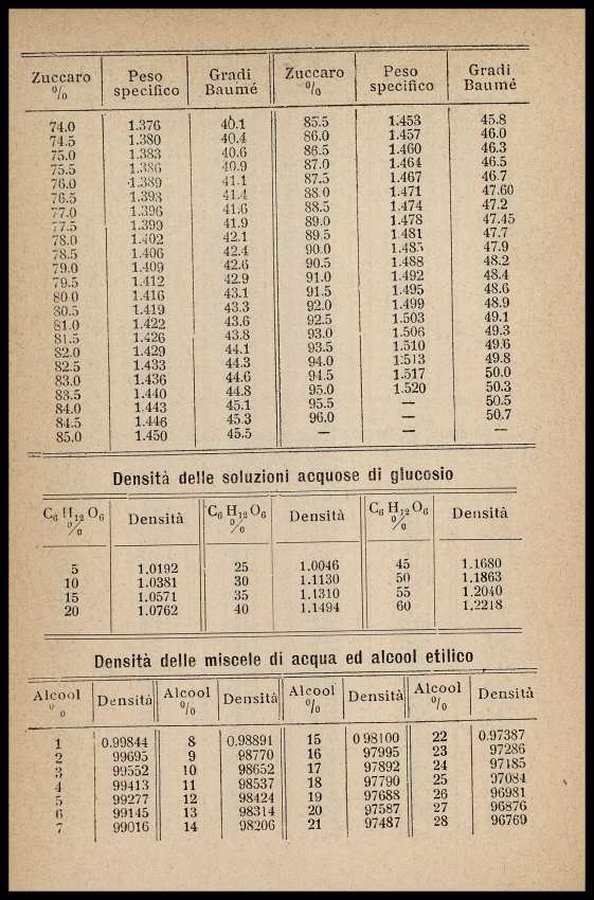 Zuccaro % Peso specifico Gradi Baumé Zuccaro % Peso specifico Gradi Baumé
74.0 1.376 40.1 85.5 1.453 45.8
74.5 1.380 40.4 86.0 1.457 46.0
75.0 1.383 40.6 86.5 1.460 46.3
75.5 1.386 40.9 87.0 1.464 46.5
76.0 1.389 41.1 87.5 1.467 46.7
76.5 1.393 41.4 88.0 1.471 47.60
77.0 1.396 41.6 88.5 1.474 47.2
77.5 1.399 41.9 89.0 1.478 47.45
78.0 1.402 42.1 89.5 1.481 47.7
78.5 1.406 42.4 90.0 1.485 47.9
79.0 1.409 42.6 90.5 1.488 48.2
79.5 1.412 42.9 91.0 1.492 48.4
80.0 1.416 43.1 91.5 1.495 48.6
80.5 1.419 43.3 92.0 1.499 48.9
81.0 1.422 43.6 92.5 1.503 49.1
81.5 1.426 43.8 93.0 1.506 49.3
82.0 1.429 44.1 93.5 1.510 49.6
82.5 1.433 44.3 94.0 1.513 49.8
83.0 1.436 44.6 94.5 1.517 50.0
83.5 1.440 44.8 95.0 1.520 50.3
84.0 1.443 45.1 95.5 — 50.5
84.5 1.446 45.3 96.0 — 50.7
85.0 1.450 45.5 — — —
Densità delle soluzioni acquose di glucosio
C6 H12 O6 % Densità C6 H12 O6 % Densità C6 H12 O6 % Densità
5 1.0192 25 1.0046 45 1.1680
10 1.0381 30 1.1130 50 1.1863
15 1.0571 35 1.1310 55 1.2040
20 1.0762 40 1.1494 60 1.2218
Densità delle miscele di acqua ed alcool etilico
Alcool % Densità Alcool % Densità Alcool % Densità Alcool % Densità
1 0.99844 8 0.98891 15 0 98100 22 0.97387
2 99695 9 98770 16 97995 23 97286
3 99552 10 98652 17 97892 24 97185
4 99413 11 98537 18 97790 25 97084
5 99277 12 98424 19 97688 26 96981
6 99145 13 98314 20 97587 27 96876
7 99016 14 98206 21 97487 28 96769